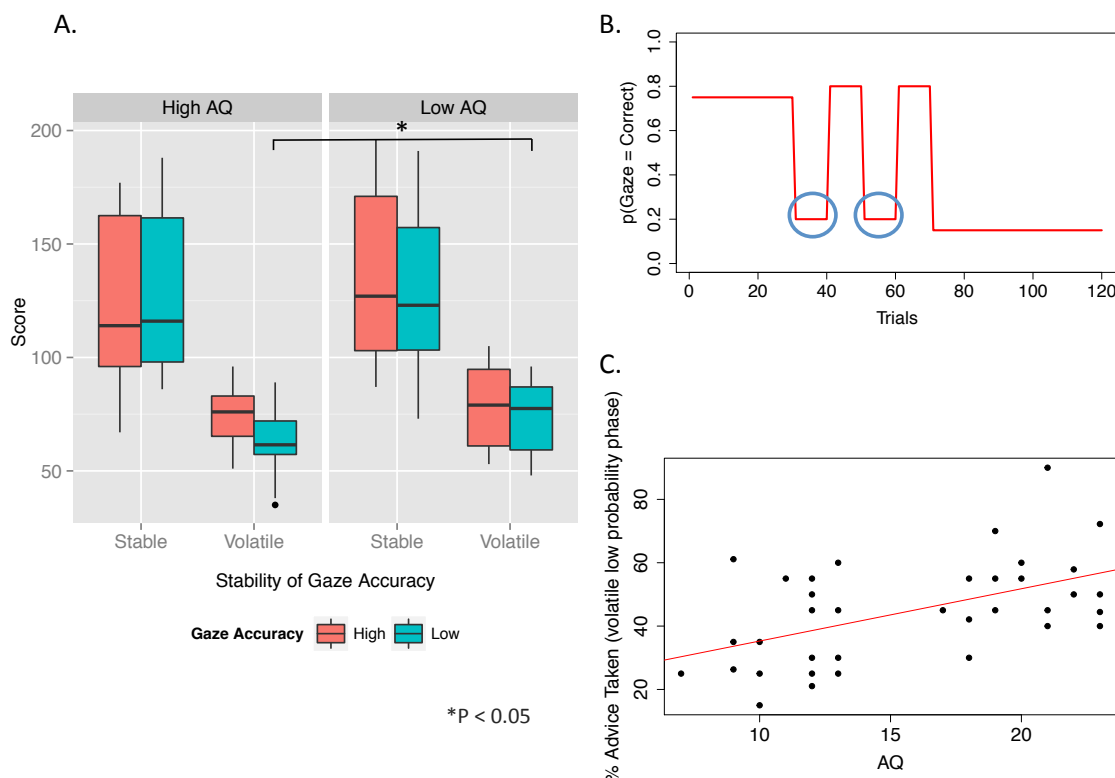 A.
High AQ
Low AQ
*
200
150
100
50
Score
Stable
Volatile
Stable
Volatile
Stability of Gaze Accuracy
Gaze Accuracy High Low
*P < 0.05
B.
1.0
0.8
0.6
0.4
0.2
0.0
p(Gaze = Correct)
0 20 40 60 80 100 120
Trials
C.
80
60
40
20
% Advice Taken (volatile low probability phase)
10 15 20
AQ